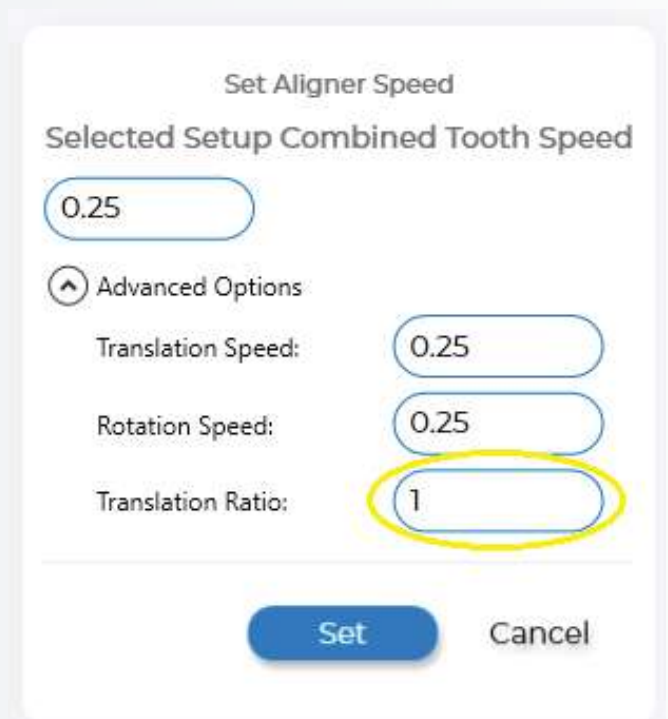 Set Aligner Speed
Selected Setup Combined Tooth Speed
0.25
Advanced Options
Translation Speed: 0.25
Rotation Speed: 0.25
Translation Ratio: 1
Set Cancel